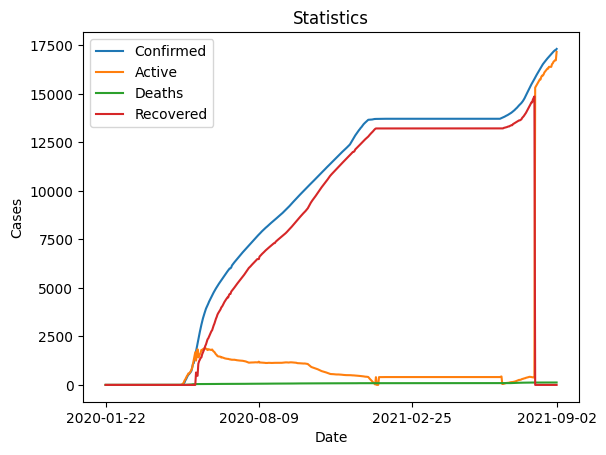 Statistics
Confirmed
Active
Deaths
Recovered
Cases
17500
15000
12500
10000
7500
5000
2500
0
2020-01-22
2020-08-09
2021-02-25
2021-09-02
Date